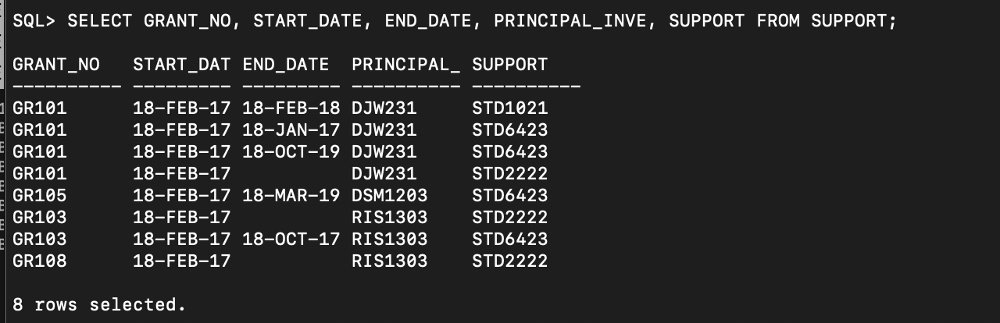 SQL> SELECT GRANT_NO, START_DATE, END_DATE, PRINCIPAL_INVE, SUPPORT FROM SUPPORT;
GRANT_NO   START_DAT END_DATE  PRINCIPAL_ SUPPORT
---------- --------- --------- ---------- ----------
GR101      18-FEB-17 18-FEB-18 DJW231     STD1021
GR101      18-FEB-17 18-JAN-17 DJW231     STD6423
GR101      18-FEB-17 18-OCT-19 DJW231     STD6423
GR101      18-FEB-17           DJW231     STD2222
GR105      18-FEB-17 18-MAR-19 DSM1203    STD6423
GR103      18-FEB-17           RIS1303    STD2222
GR103      18-FEB-17 18-OCT-17 RIS1303    STD6423
GR108      18-FEB-17           RIS1303    STD2222
8 rows selected.